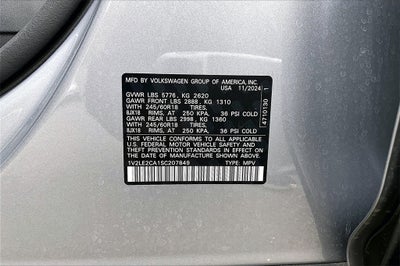 MFD BY VOLKSWAGEN GROUP OF AMERICA, INC
USA 11/2024
GVWR LBS 5776, KG 2620
GAWR FRONT LBS 2888, KG 1310
WITH 245/60R18 TIRES,
8JX18 RIMS, AT 250 KPA, 36 PSI COLD
GAWR REAR LBS 2998, KG 1360
WITH 245/60R18 TIRES,
8JX18 RIMS, AT 250 KPA, 36 PSI COLD
THIS VEHICLE CONFORMS TO ALL APPLICABLE
U.S. FEDERAL MOTOR VEHICLE SAFETY AND
THEFT PREVENTION STANDARDS IN EFFECT ON
THE DATE OF MANUFACTURE SHOWN ABOVE.
1V2LE2CA1SC207849 TYPE: MPV
4710130 1